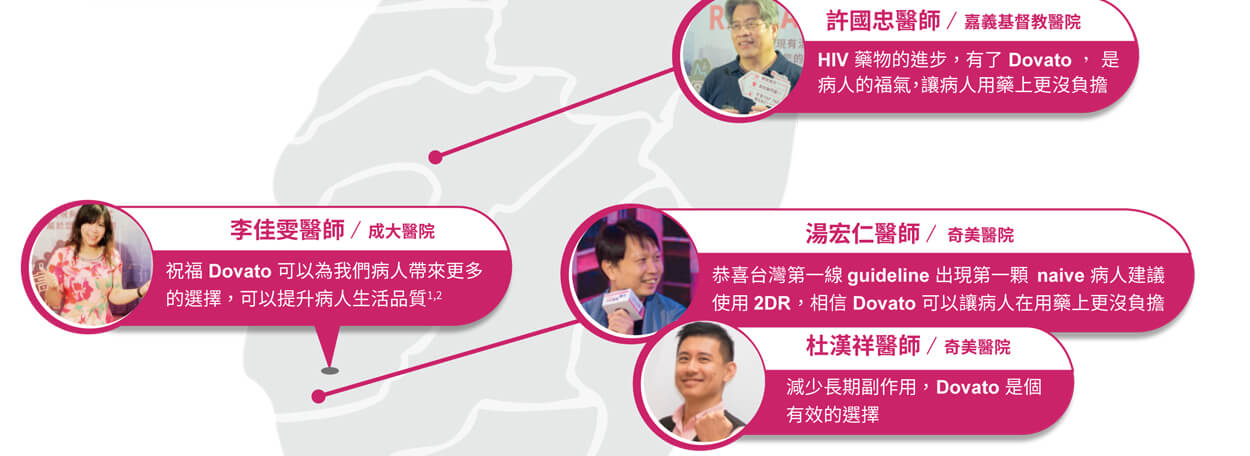 許國忠醫師 / 嘉義基督教醫院
HIV 藥物的進步，有了 Dovato ， 是
病人的福氣，讓病人用藥上更沒負擔
李佳雯醫師 / 成大醫院
祝福 Dovato 可以為我們病人帶來更多
的選擇，可以提升病人生活品質1,2
湯宏仁醫師 / 奇美醫院
恭喜台灣第一線 guideline 出現第一顆 naive 病人建議
使用 2DR，相信 Dovato 可以讓病人在用藥上更沒負擔
杜漢祥醫師 / 奇美醫院
減少長期副作用，Dovato 是個
有效的選擇